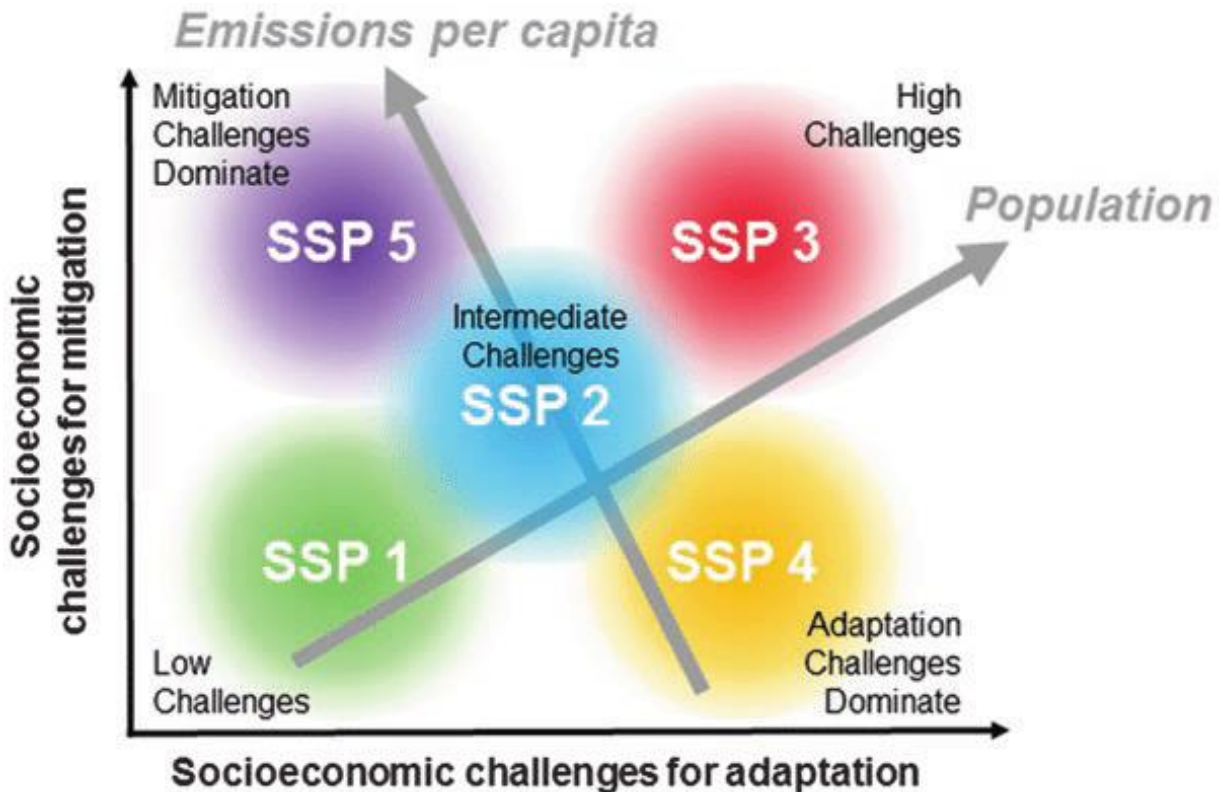 Emissions per capita
Mitigation
Challenges
Dominate
High
Challenges
Population
SSP 5
SSP 3
Intermediate
Challenges
SSP 2
SSP 1
SSP 4
Low
Challenges
Adaptation
Challenges
Dominate
Socioeconomic
challenges for mitigation
Socioeconomic challenges for adaptation